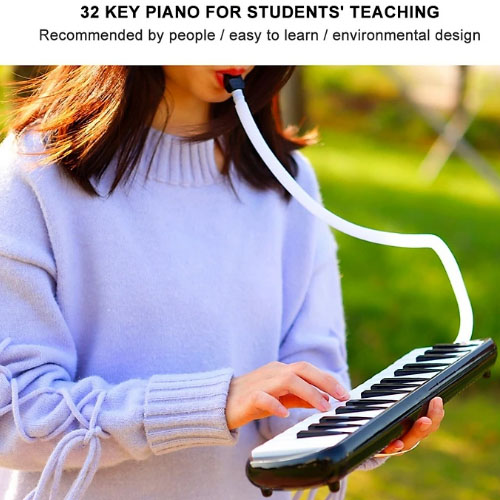 32 KEY PIANO FOR STUDENTS' TEACHING
Recommended by people / easy to learn / environmental design